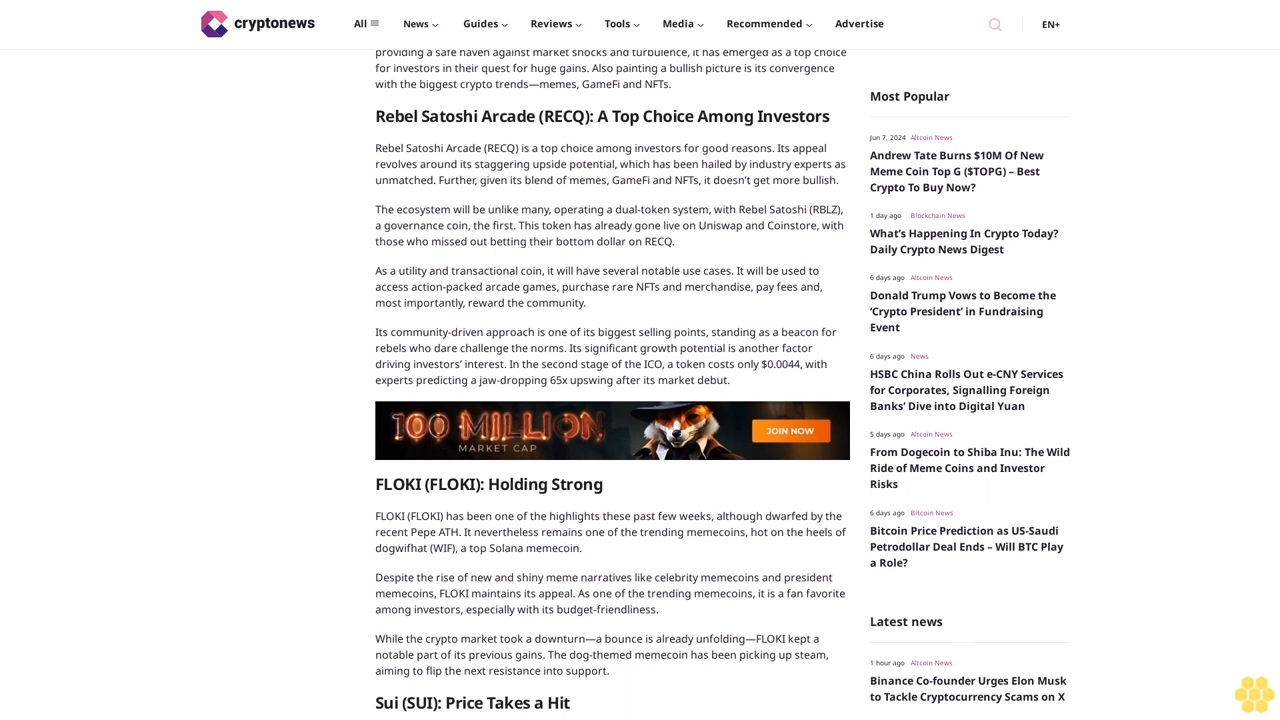 cryptonews
All
News
Guides
Reviews
Tools
Media
Recommended
Advertise
EN+
providing a safe haven against market shocks and turbulence, it has emerged as a top choice
for investors in their quest for huge gains. Also painting a bullish picture is its convergence
with the biggest crypto trends—memes, GameFi and NFTs.
Rebel Satoshi Arcade (RECQ): A Top Choice Among Investors
Rebel Satoshi Arcade (RECQ) is a top choice among investors for good reasons. Its appeal
revolves around its staggering upside potential, which has been hailed by industry experts as
unmatched. Further, given its blend of memes, GameFi and NFTs, it doesn’t get more bullish.
The ecosystem will be unlike many, operating a dual-token system, with Rebel Satoshi (RBLZ),
a governance coin, the first. This token has already gone live on Uniswap and Coinstore, with
those who missed out betting their bottom dollar on RECQ.
As a utility and transactional coin, it will have several notable use cases. It will be used to
access action-packed arcade games, purchase rare NFTs and merchandise, pay fees and,
most importantly, reward the community.
Its community-driven approach is one of its biggest selling points, standing as a beacon for
rebels who dare challenge the norms. Its significant growth potential is another factor
driving investors’ interest. In the second stage of the ICO, a token costs only $0.0044, with
experts predicting a jaw-dropping 65x upswing after its market debut.
100 MILLION
MARKET CAP
JOIN NOW
FLOKI (FLOKI): Holding Strong
FLOKI (FLOKI) has been one of the highlights these past few weeks, although dwarfed by the
recent Pepe ATH. It nevertheless remains one of the trending memecoins, hot on the heels of
dogwifhat (WIF), a top Solana memecoin.
Despite the rise of new and shiny meme narratives like celebrity memecoins and president
memecoins, FLOKI maintains its appeal. As one of the trending memecoins, it is a fan favorite
among investors, especially with its budget-friendliness.
While the crypto market took a downturn—a bounce is already unfolding—FLOKI kept a
notable part of its previous gains. The dog-themed memecoin has been picking up steam,
aiming to flip the next resistance into support.
Sui (SUI): Price Takes a Hit
Most Popular
Jun 7, 2024 Altcoin News
Andrew Tate Burns $10M Of New
Meme Coin Top G ($TOPG) – Best
Crypto To Buy Now?
1 day ago Blockchain News
What’s Happening In Crypto Today?
Daily Crypto News Digest
6 days ago Altcoin News
Donald Trump Vows to Become the
‘Crypto President’ in Fundraising
Event
6 days ago News
HSBC China Rolls Out e-CNY Services
for Corporates, Signalling Foreign
Banks’ Dive into Digital Yuan
5 days ago Altcoin News
From Dogecoin to Shiba Inu: The Wild
Ride of Meme Coins and Investor
Risks
6 days ago Bitcoin News
Bitcoin Price Prediction as US-Saudi
Petrodollar Deal Ends – Will BTC Play
a Role?
Latest news
1 hour ago Altcoin News
Binance Co-founder Urges Elon Musk
to Tackle Cryptocurrency Scams on X